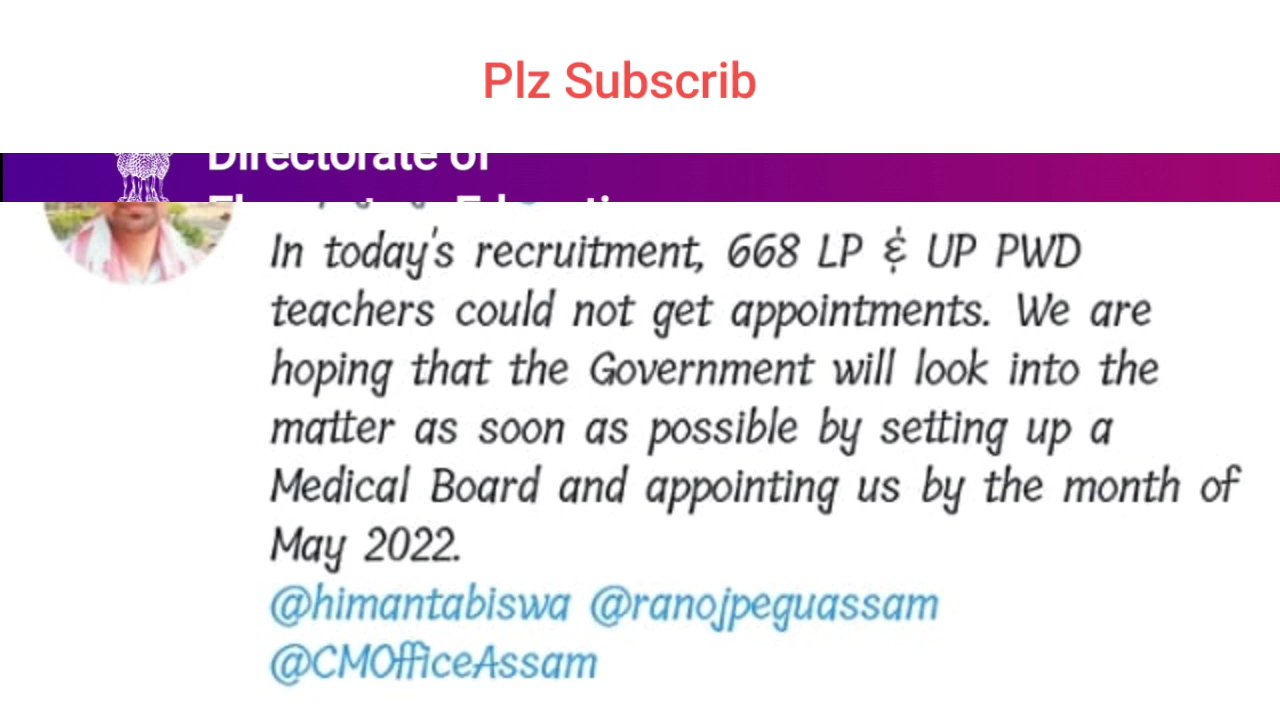 Plz Subscrib
Directorate of
Elementary Education
In today's recruitment, 668 LP & UP PWD
teachers could not get appointments. We are
hoping that the Government will look into the
matter as soon as possible by setting up a
Medical Board and appointing us by the month of
May 2022.
@himantabiswa @ranojpeguassam
@CMOfficeAssam